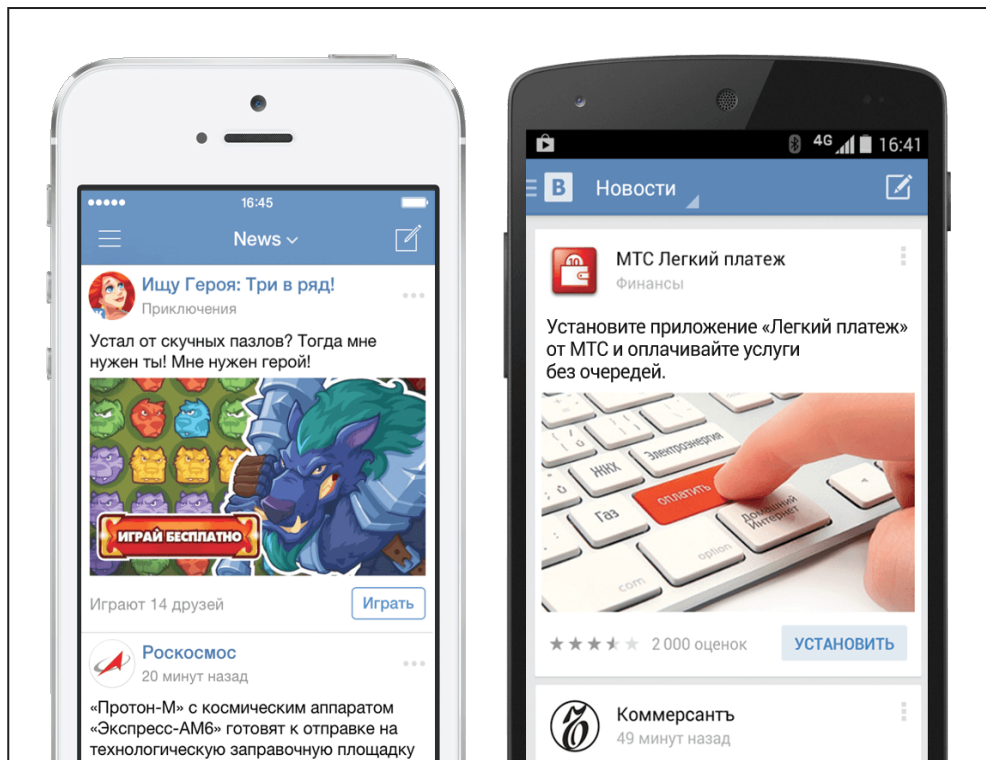 16:45
News
Ищу Героя: Три в ряд!
Приключения
Устал от скучных пазлов? Тогда мне
нужен ты! Мне нужен герой!
ИГРАЙ БЕСПЛАТНО
Играют 14 друзей
Играть
Роскосмос
20 минут назад
«Протон-М» с космическим аппаратом
«Экспресс-АМ6» готовят к отправке на
технологическую заправочную площадку
4G 16:41
B Новости
10
МТС Легкий платеж
Финансы
Установите приложение «Легкий платеж»
от МТС и оплачивайте услуги
без очередей.
Электроэнергия
ЖКХ
оплатить
Газ
Домашний
Интернет
option
com
2 000 оценок
УСТАНОВИТЬ
Коммерсантъ
49 минут назад